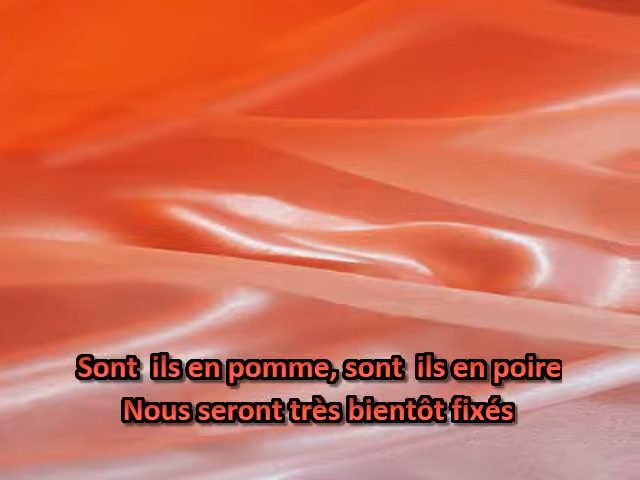 Sont  ils en pomme, sont  ils en poire
Nous seront très bientôt fixés